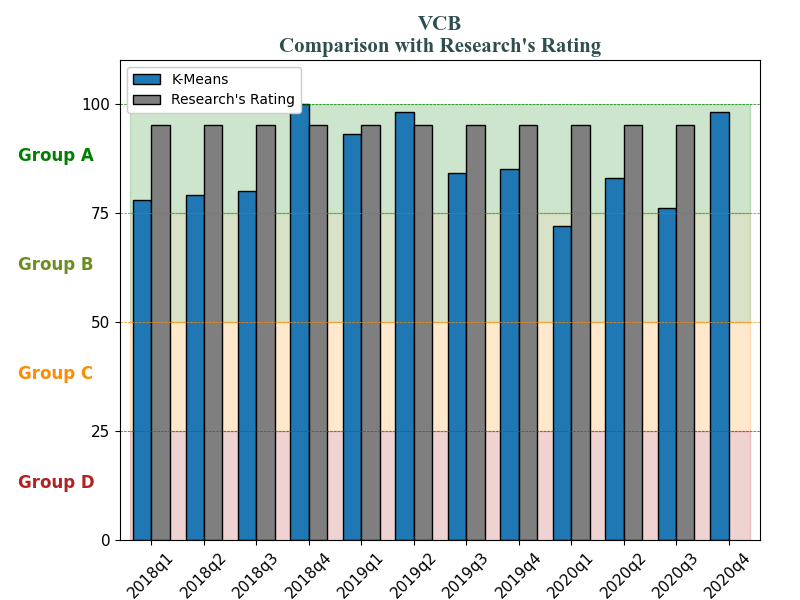 VCB
Comparison with Research's Rating
K-Means
Research's Rating
100
Group A
75
Group B
50
Group C
25
Group D
0
2018q1
2018q2
2018q3
2018q4
2019q1
2019q2
2019q3
2019q4
2020q1
2020q2
2020q3
2020q4